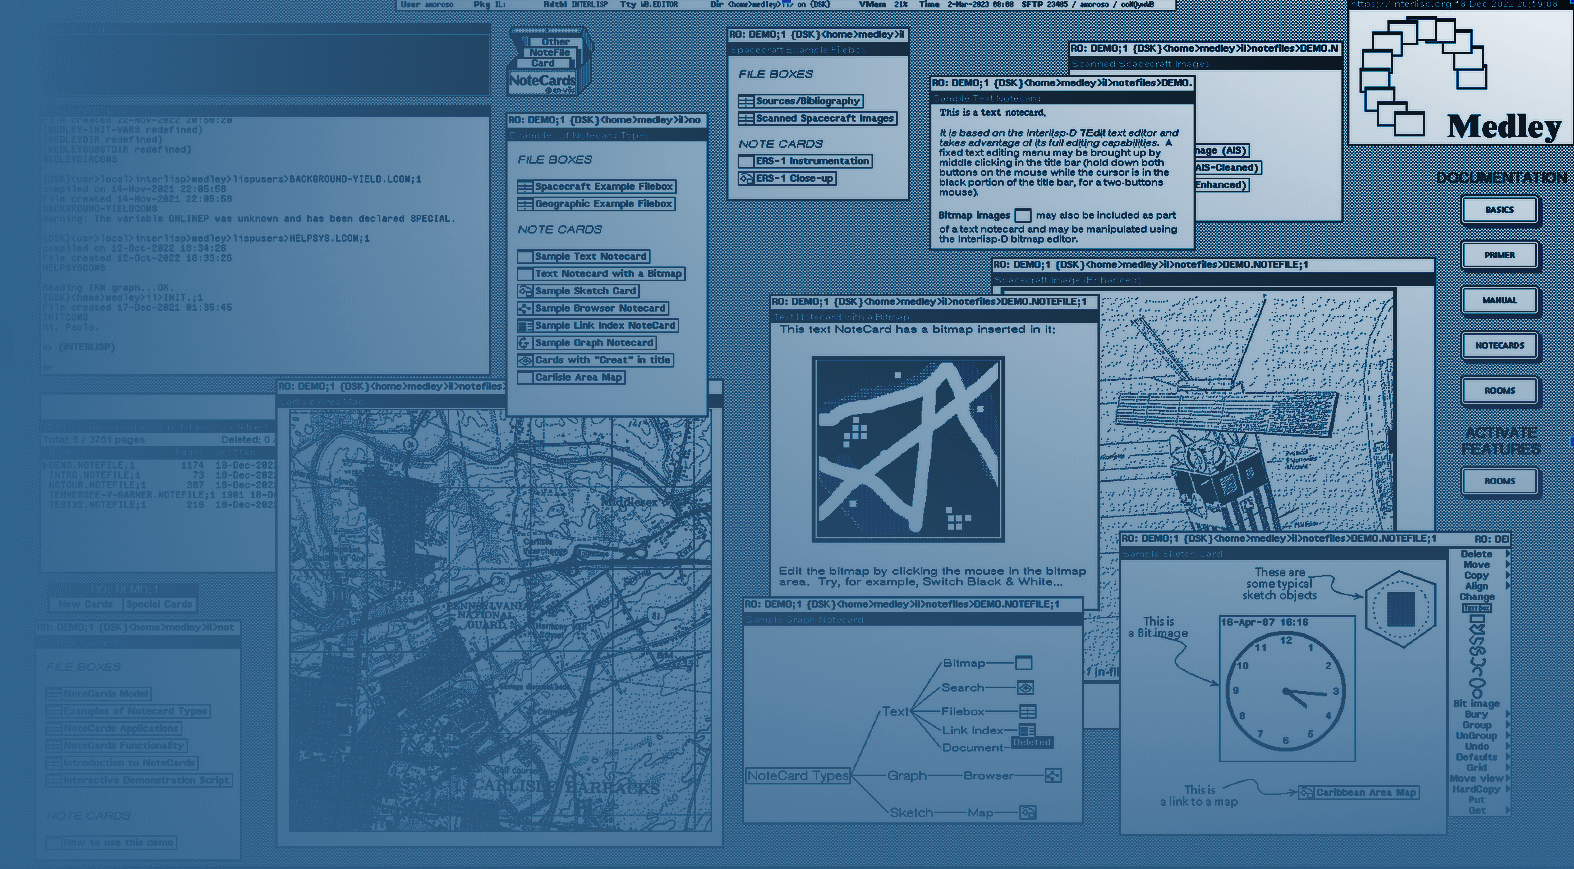 User amoroso Pkg IL: RdTbl INTERLISP Tty WB.EDITOR Dir {DSK}<home>medley>il> on {DSK} VMem 21% Time 2-Mar-2023 08:08 SFTP
https://interlisp.org 18 Dec 2022 20:59:08
Medley
DOCUMENTATION
BASICS
PRIMER
MANUAL
NOTECARDS
ROOMS
ACTIVATE
FEATURES
ROOMS
Other
NoteFile
Card
NoteCards
File created 22-Nov-2022 20:50:20
(MEDLEY-INIT-VARS redefined)
(MEDLEYDIR redefined)
(MEDLEYSUBSTDIR redefined)
MEDLEYDIRCOMS
{DSK}<usr>local>interlisp>medley>lispusers>BACKGROUND-YIELD.LCOM;1
compiled on 14-Nov-2021 22:05:58
File created 14-Nov-2021 22:05:58
BACKGROUND-YIELDCOMS
Warning: The variable ONLINEP was unknown and has been declared SPECIAL.
{DSK}<usr>local>interlisp>medley>lispusers>HELPSYS.LCOM;1
compiled on 12-Oct-2022 18:34:26
File created 12-Oct-2022 18:33:25
HELPSYSCOMS
Reading IRM graph...OK.
{DSK}<home>medley>il>INIT.;1
File created 17-Dec-2021 01:35:45
INITCOMS
Hi, Paolo.
(INTERLISP)
RO: DEMO;1 {DSK}<home>medley>il>no
Examples of Notecard Types
FILE BOXES
Spacecraft Example Filebox
Geographic Example Filebox
NOTE CARDS
Sample Text Notecard
Text Notecard with a Bitmap
Sample Sketch Card
Sample Browser Notecard
Sample Link Index NoteCard
Sample Graph Notecard
Cards with "Great" in title
Carlisle Area Map
RO: DEMO;1 {DSK}<home>medley>il
Spacecraft Example Filebox
FILE BOXES
Sources/Bibliography
Scanned Spacecraft Images
NOTE CARDS
ERS-1 Instrumentation
ERS-1 Close-up
RO: DEMO;1 {DSK}<home>medley>il>notefiles>DEMO.N
Scanned Spacecraft Images
mage (AIS)
AIS-Cleaned)
Enhanced)
RO: DEMO;1 {DSK}<home>medley>il>notefiles>DEMO.
Sample Text Notecard
This is a text notecard.
It is based on the Interlisp-D TEdit text editor and
takes advantage of its full editing capabilities. A
fixed text editing menu may be brought up by
middle clicking in the title bar (hold down both
buttons on the mouse while the cursor is in the
black portion of the title bar, for a two-buttons
mouse).
Bitmap Images may also be included as part
of a text notecard and may be manipulated using
the Interlisp-D bitmap editor.
RO: DEMO;1 {DSK}<home>medley>il>notefiles>DEMO.NOTEFILE;1
Spacecraft Image (Enhanced)
RO: DEMO;1 {DSK}<home>medley>il>notefiles>DEMO.NOTEFILE;1
Text Notecard with a Bitmap
This text NoteCard has a bitmap inserted in it:
Edit the bitmap by clicking the mouse in the bitmap
area. Try, for example, Switch Black & White...
RO: DEMO;1 {DSK}<home>medley>il>notefiles>DEMO.NOTEFILE;1
Sample Graph Notecard
Bitmap
Search
Text
Filebox
Link Index
Deleted
Document
NoteCard Types
Graph
Browser
Sketch
Map
RO: DEMO;1 {DSK}<home>medley>il>notefiles>DEMO.NOTEFILE;1 RO: DE
Sample Sketch Card
These are
some typical
sketch objects
This is
a Bit image
16-Apr-87 16:16
12
1
2
3
4
5
6
7
8
9
10
11
This is
a link to a map
Caribbean Area Map
Delete
Move
Copy
Align
Change
Bit image
Bury
Group
UnGroup
Undo
Defaults
Grid
Move view
HardCopy
Put
Get
RO: DEMO;1 {DSK}<home>medley>il>notefiles>
Carlisle Area Map
Middlesex
PENNSYLVANIA
NATIONAL
GUARD
CARLISLE BARRACKS
Total: 5 / 3751 pages Deleted: 0 /
DEMO.NOTEFILE;1 1174 18-Dec-202
INTRO.NOTEFILE;1 73 18-Dec-202
NCTOUR.NOTEFILE;1 387 18-Dec-202
TENNESSEE-V-GARNER.NOTEFILE;1 1901 18-D
TEST32.NOTEFILE;1 216 18-Dec-202
RO: DEMO;1
New Cards Special Cards
RO: DEMO;1 {DSK}<home>medley>il>not
FILE BOXES
NoteCards Model
Examples of Notecard Types
NoteCards Applications
NoteCards Functionality
Introduction to NoteCards
Interactive Demonstration Script
NOTE CARDS
How to use this demo